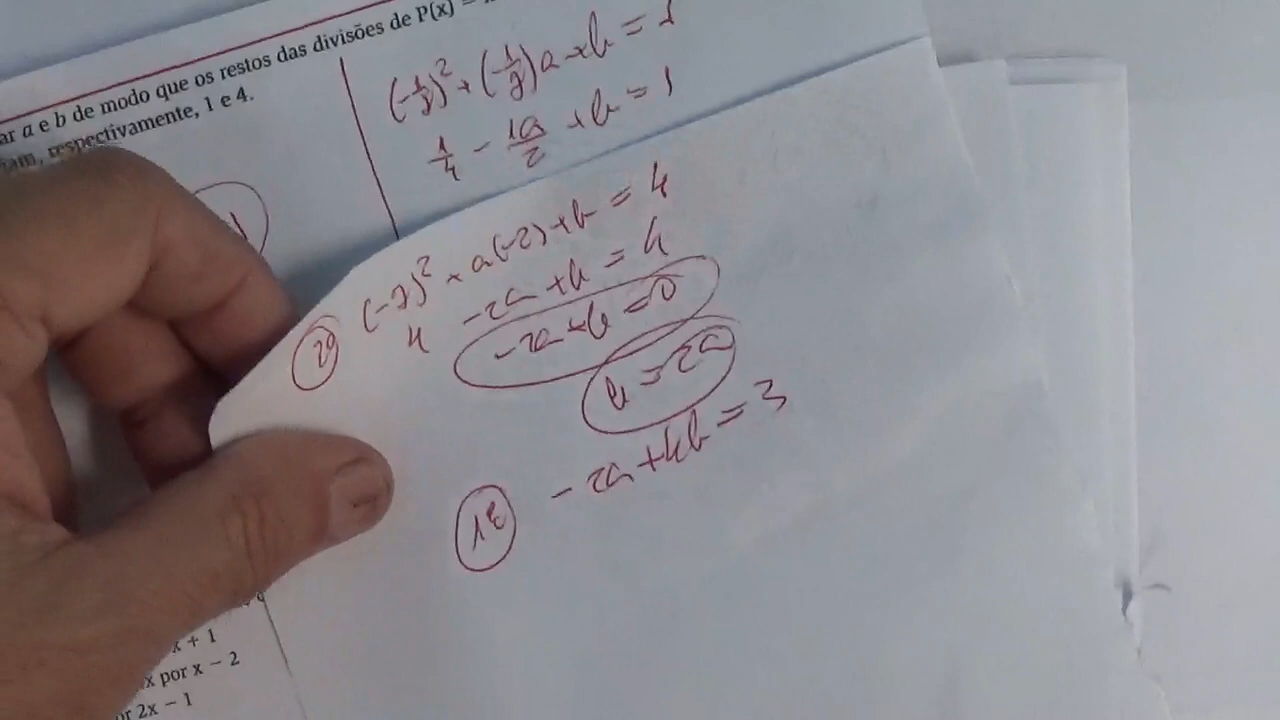 ar a e b de modo que os restos das divisões de P(x) =
respectivamente, 1 e 4.
(-1/2)² + (-1/2)a + b = 1
1/4 - 1a/2 + b = 1
2º (-2)² + a(-2) + b = 4
4 - 2a + b = 4
-2a + b = 0
b = 2a
1ª -2a + 4b = 3
x + 1
x por x − 2
2x − 1